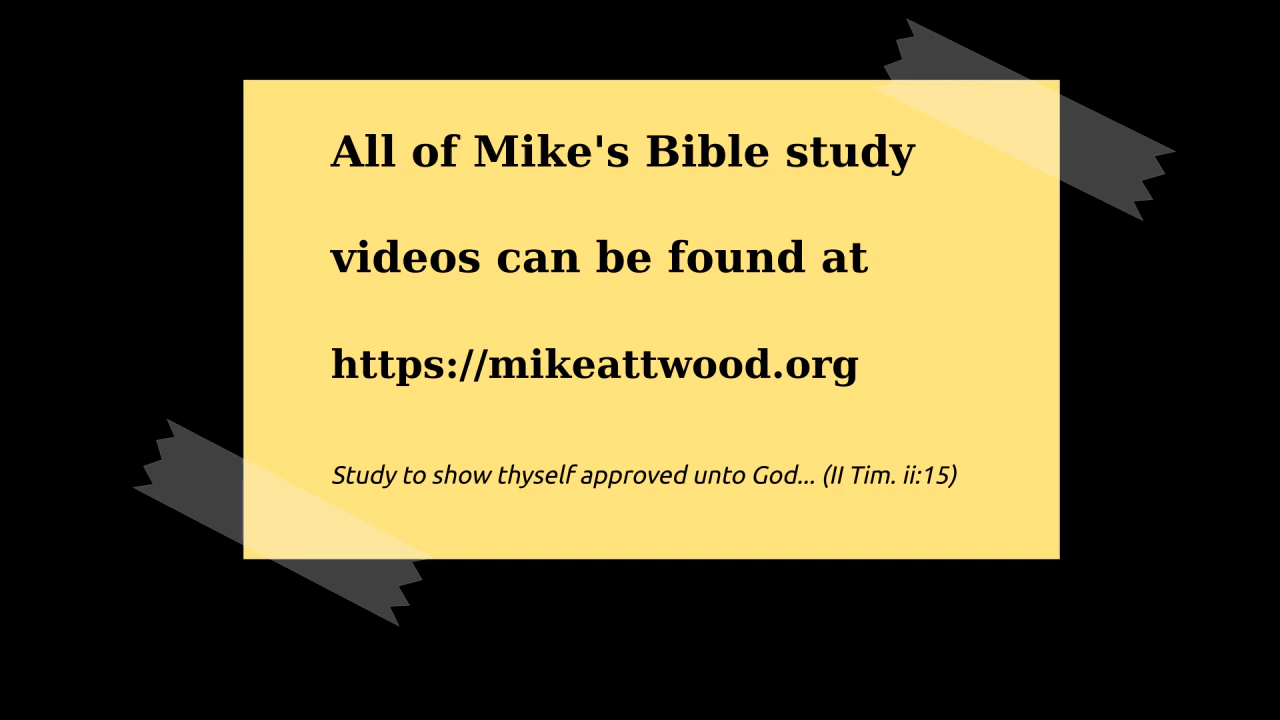 All of Mike's Bible study
videos can be found at
https://mikeattwood.org
Study to show thyself approved unto God... (II Tim. ii:15)